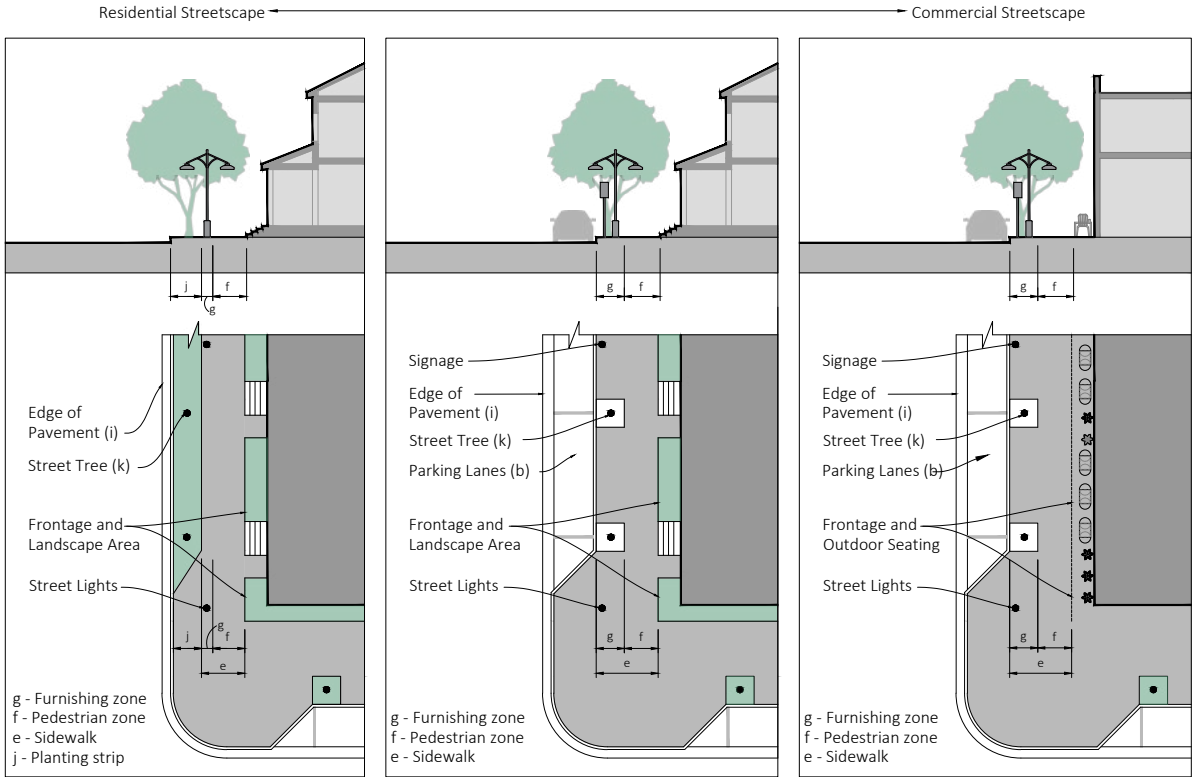 Residential Streetscape
Commercial Streetscape
j
f
g
Edge of
Pavement (i)
Street Tree (k)
Frontage and
Landscape Area
Street Lights
g
j
f
e
g - Furnishing zone
f - Pedestrian zone
e - Sidewalk
j - Planting strip
g
f
Signage
Edge of
Pavement (i)
Street Tree (k)
Parking Lanes (b)
Frontage and
Landscape Area
Street Lights
g
f
e
g - Furnishing zone
f - Pedestrian zone
e - Sidewalk
g
f
Signage
Edge of
Pavement (i)
Street Tree (k)
Parking Lanes (b)
Frontage and
Outdoor Seating
Street Lights
g
f
e
g - Furnishing zone
f - Pedestrian zone
e - Sidewalk